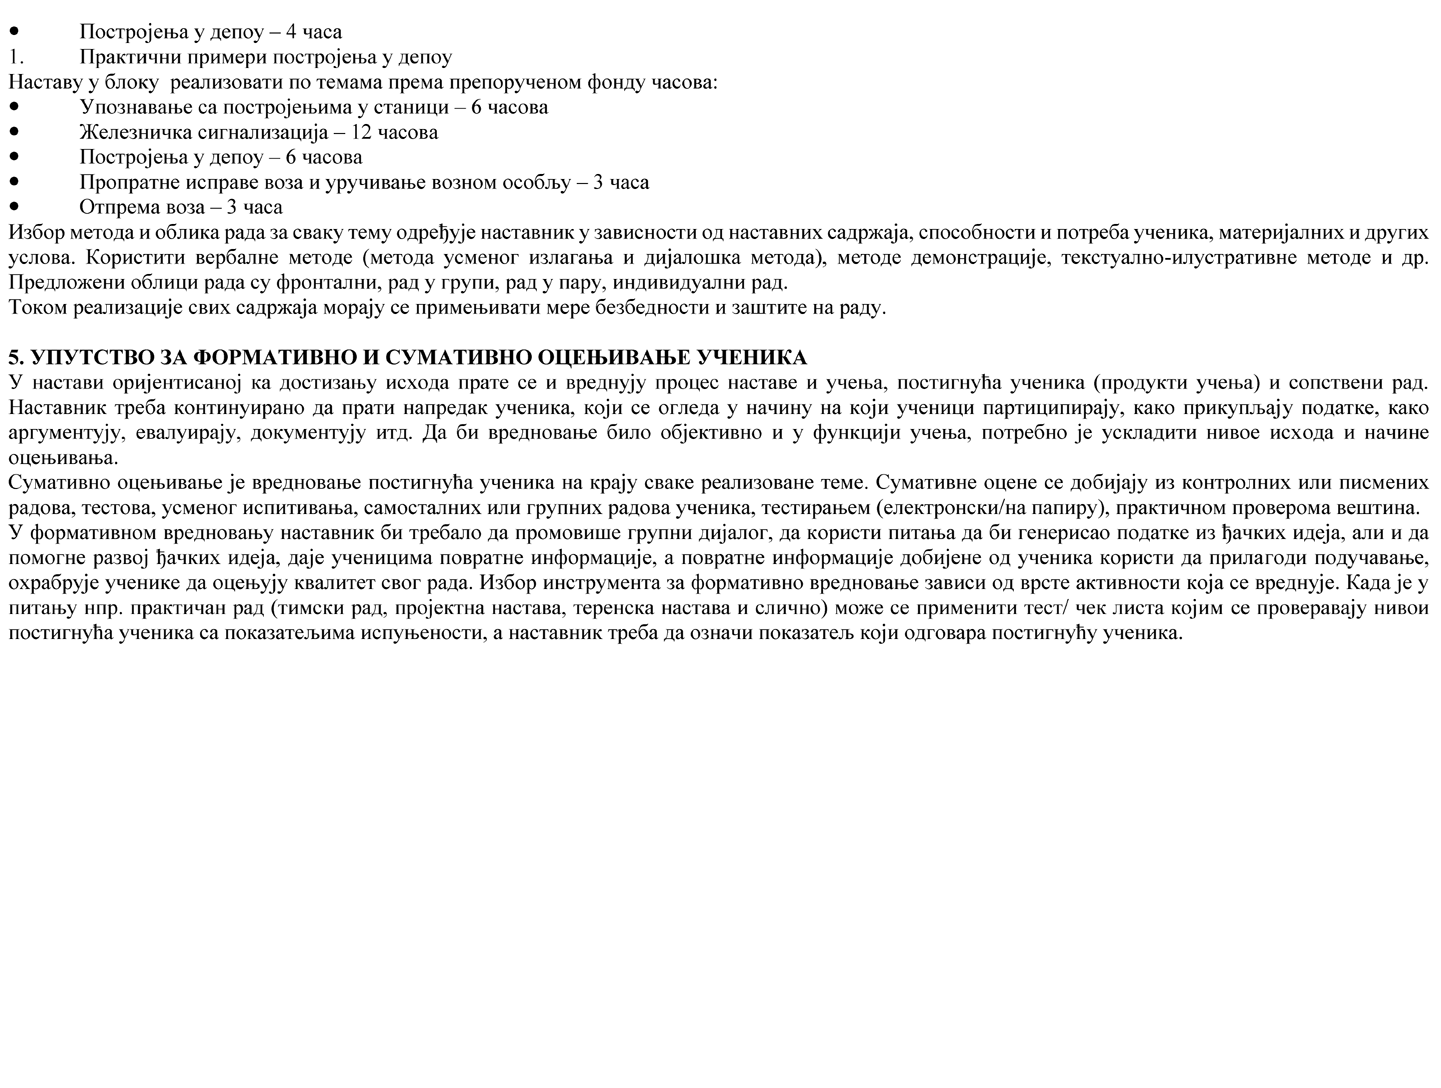 • Постројења у депоу – 4 часа
1. Практични примери постројења у депоу
Наставу у блоку реализовати по темама према препорученом фонду часова:
• Упознавање са постројењима у станици – 6 часова
• Железничка сигнализација – 12 часова
• Постројења у депоу – 6 часова
• Пропратне исправе воза и уручивање возном особљу – 3 часа
• Отпрема воза – 3 часа
Избор метода и облика рада за сваку тему одређује наставник у зависности од наставних садржаја, способности и потреба ученика, материјалних и других
услова. Користити вербалне методе (метода усменог излагања и дијалошка метода), методе демонстрације, текстуално-илустративне методе и др.
Предложени облици рада су фронтални, рад у групи, рад у пару, индивидуални рад.
Током реализације свих садржаја морају се примењивати мере безбедности и заштите на раду.
5. УПУТСТВО ЗА ФОРМАТИВНО И СУМАТИВНО ОЦЕЊИВАЊЕ УЧЕНИКА
У настави оријентисаној ка достизању исхода прате се и вреднују процес наставе и учења, постигнућа ученика (продукти учења) и сопствени рад.
Наставник треба континуирано да прати напредак ученика, који се огледа у начину на који ученици партиципирају, како прикупљају податке, како
аргументују, евалуирају, документују итд. Да би вредновање било објективно и у функцији учења, потребно је ускладити нивое исхода и начине
оцењивања.
Сумативно оцењивање је вредновање постигнућа ученика на крају сваке реализоване теме. Сумативне оцене се добијају из контролних или писмених
радова, тестова, усменог испитивања, самосталних или групних радова ученика, тестирањем (електронски/на папиру), практичном проверома вештина.
У формативном вредновању наставник би требало да промовише групни дијалог, да користи питања да би генерисао податке из ђачких идеја, али и да
помогне развој ђачких идеја, даје ученицима повратне информације, а повратне информације добијене од ученика користи да прилагоди подучавање,
охрабрује ученике да оцењују квалитет свог рада. Избор инструмента за формативно вредновање зависи од врсте активности која се вреднује. Када је у
питању нпр. практичан рад (тимски рад, пројектна настава, теренска настава и слично) може се применити тест/ чек листа којим се проверавају нивои
постигнућа ученика са показатељима испуњености, а наставник треба да означи показатељ који одговара постигнућу ученика.